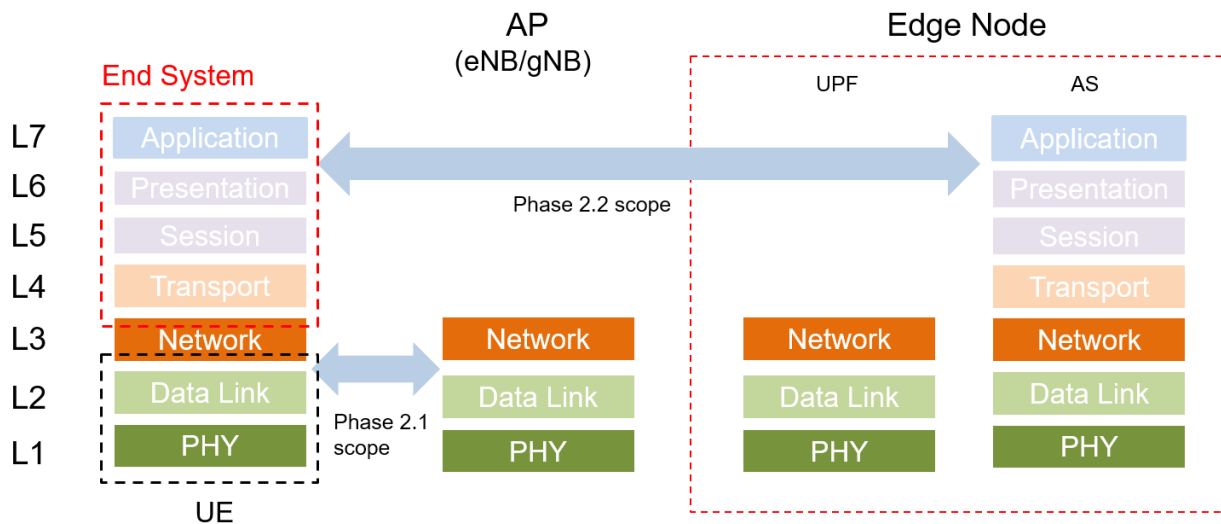 AP
(eNB/gNB)
Edge Node
End System
UPF
AS
L7
Application
Application
L6
Presentation
Presentation
Phase 2.2 scope
L5
Session
Session
L4
Transport
Transport
L3
Network
Network
Network
Network
L2
Data Link
Data Link
Data Link
Data Link
Phase 2.1
scope
L1
PHY
PHY
PHY
PHY
UE